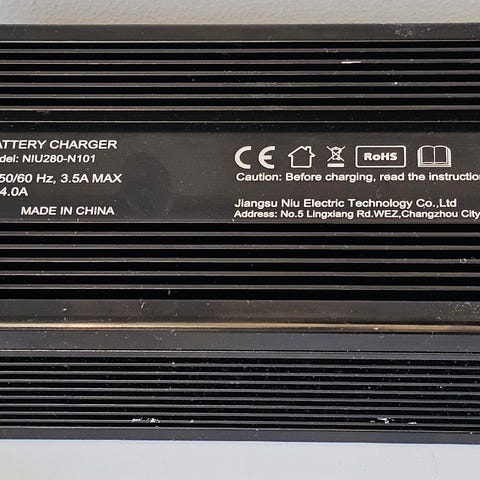 ATTERY CHARGER
del: NIU280-N101
50/60 Hz, 3.5A MAX
4.0A
MADE IN CHINA
CE
RoHS
Caution: Before charging, read the instruction
Jiangsu Niu Electric Technology Co.,Ltd
Address: No.5 Lingxiang Rd.WEZ,Changzhou City